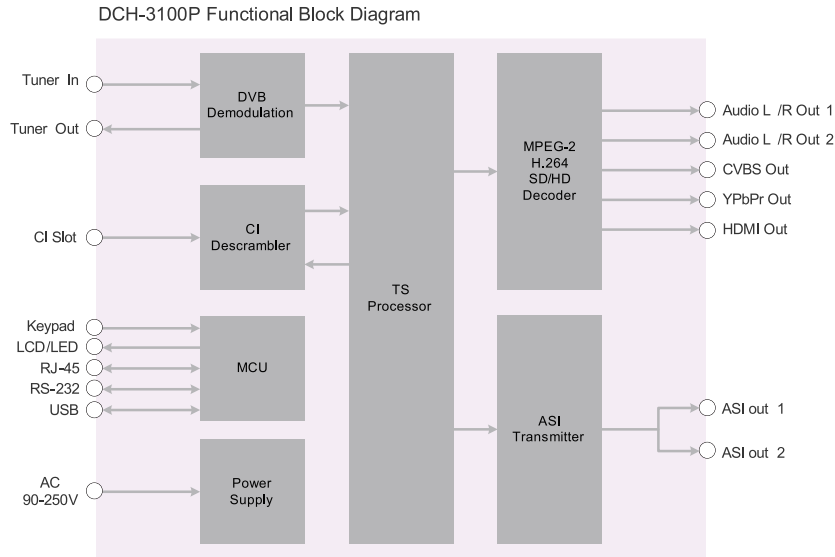 DCH-3100P Functional Block Diagram
Tuner In
Tuner Out
CI Slot
Keypad
LCD/LED
RJ-45
RS-232
USB
AC
90-250V
DVB
Demodulation
CI
Descrambler
MCU
Power
Supply
TS
Processor
MPEG-2
H.264
SD/HD
Decoder
ASI
Transmitter
Audio L /R Out 1
Audio L /R Out 2
CVBS Out
YPbPr Out
HDMI Out
ASI out 1
ASI out 2